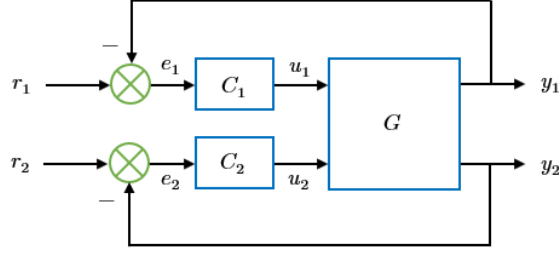 −
r₁ e₁ C₁ u₁ y₁
G
r₂ e₂ C₂ u₂ y₂
−